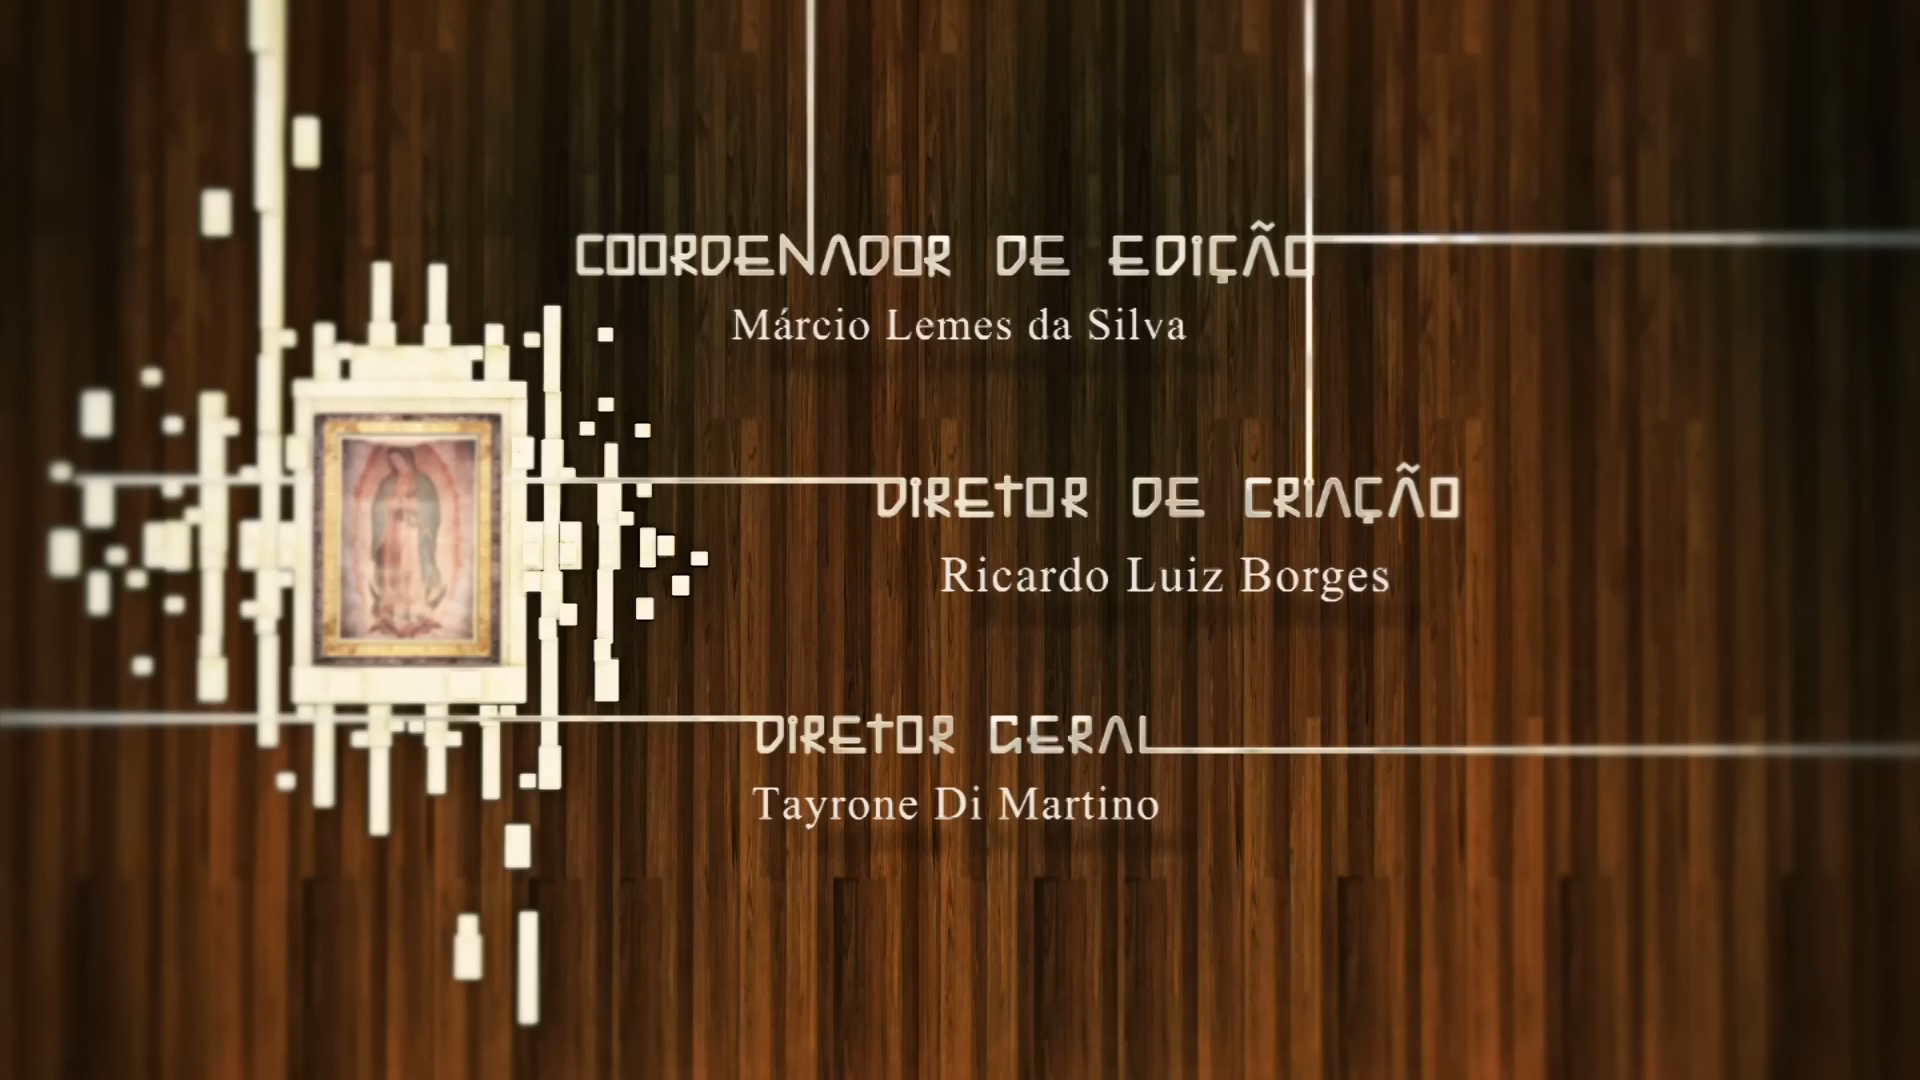 COORDENADOR DE EDIÇÃO
Márcio Lemes da Silva
DIRETOR DE CRIAÇÃO
Ricardo Luiz Borges
DIRETOR GERAL
Tayrone Di Martino